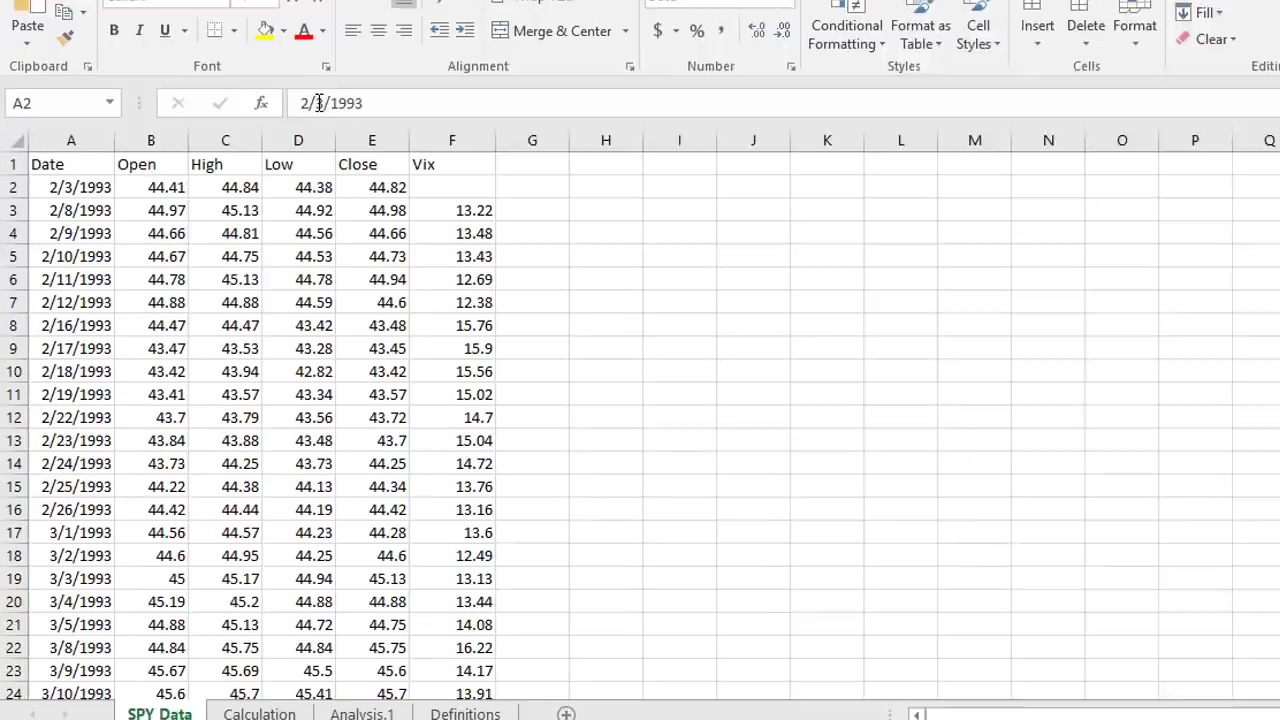 Paste
B I U
Merge & Center
$ % ,
Conditional Formatting
Format as Table
Cell Styles
Insert
Delete
Format
Fill
Clear
Clipboard
Font
Alignment
Number
Styles
Cells
A2
fx
2/3/1993
A B C D E F G H I J K L M N O P Q
1 Date Open High Low Close Vix
2 2/3/1993 44.41 44.84 44.38 44.82
3 2/8/1993 44.97 45.13 44.92 44.98 13.22
4 2/9/1993 44.66 44.81 44.56 44.66 13.48
5 2/10/1993 44.67 44.75 44.53 44.73 13.43
6 2/11/1993 44.78 45.13 44.78 44.94 12.69
7 2/12/1993 44.88 44.88 44.59 44.6 12.38
8 2/16/1993 44.47 44.47 43.42 43.48 15.76
9 2/17/1993 43.47 43.53 43.28 43.45 15.9
10 2/18/1993 43.42 43.94 42.82 43.42 15.56
11 2/19/1993 43.41 43.57 43.34 43.57 15.02
12 2/22/1993 43.7 43.79 43.56 43.72 14.7
13 2/23/1993 43.84 43.88 43.48 43.7 15.04
14 2/24/1993 43.73 44.25 43.73 44.25 14.72
15 2/25/1993 44.22 44.38 44.13 44.34 13.76
16 2/26/1993 44.42 44.44 44.19 44.42 13.16
17 3/1/1993 44.56 44.57 44.23 44.28 13.6
18 3/2/1993 44.6 44.95 44.25 44.6 12.49
19 3/3/1993 45 45.17 44.94 45.13 13.13
20 3/4/1993 45.19 45.2 44.88 44.88 13.44
21 3/5/1993 44.88 45.13 44.72 44.75 14.08
22 3/8/1993 44.84 45.75 44.84 45.75 16.22
23 3/9/1993 45.67 45.69 45.5 45.6 14.17
24 3/10/1993 45.6 45.7 45.41 45.7 13.91
SPY Data
Calculation
Analysis.1
Definitions